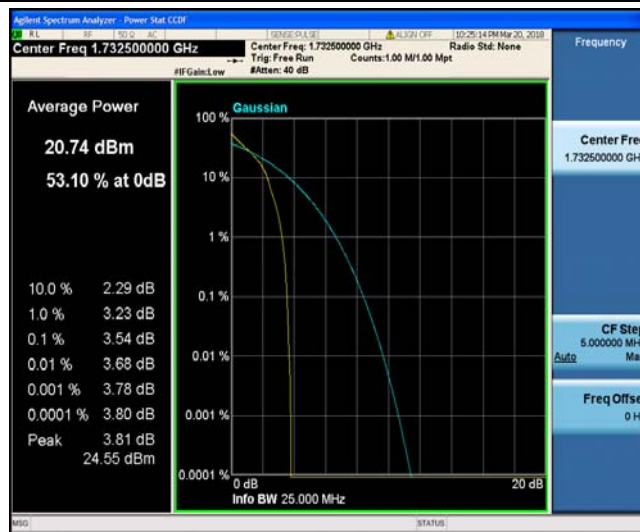 Agilent Spectrum Analyzer - Power Stat CCDF
RL RF 50 Ω AC SENSE:PULSE ALIGN OFF 10:25:14 PM Mar 20, 2018
Center Freq 1.732500000 GHz
Center Freq: 1.732500000 GHz Radio Std: None
Trig: Free Run Counts:1.00 M/1.00 Mpt
#IFGain:Low #Atten: 40 dB
Frequency
Average Power
20.74 dBm
53.10 % at 0dB
10.0 % 2.29 dB
1.0 % 3.23 dB
0.1 % 3.54 dB
0.01 % 3.68 dB
0.001 % 3.78 dB
0.0001 % 3.80 dB
Peak 3.81 dB
24.55 dBm
Gaussian
100 %
10 %
1 %
0.1 %
0.01 %
0.001 %
0.0001 %
0 dB 20 dB
Info BW 25.000 MHz
Center Fre
1.732500000 GH
CF Step
5.000000 MH
Auto Ma
Freq Offse
0 H
MSG STATUS